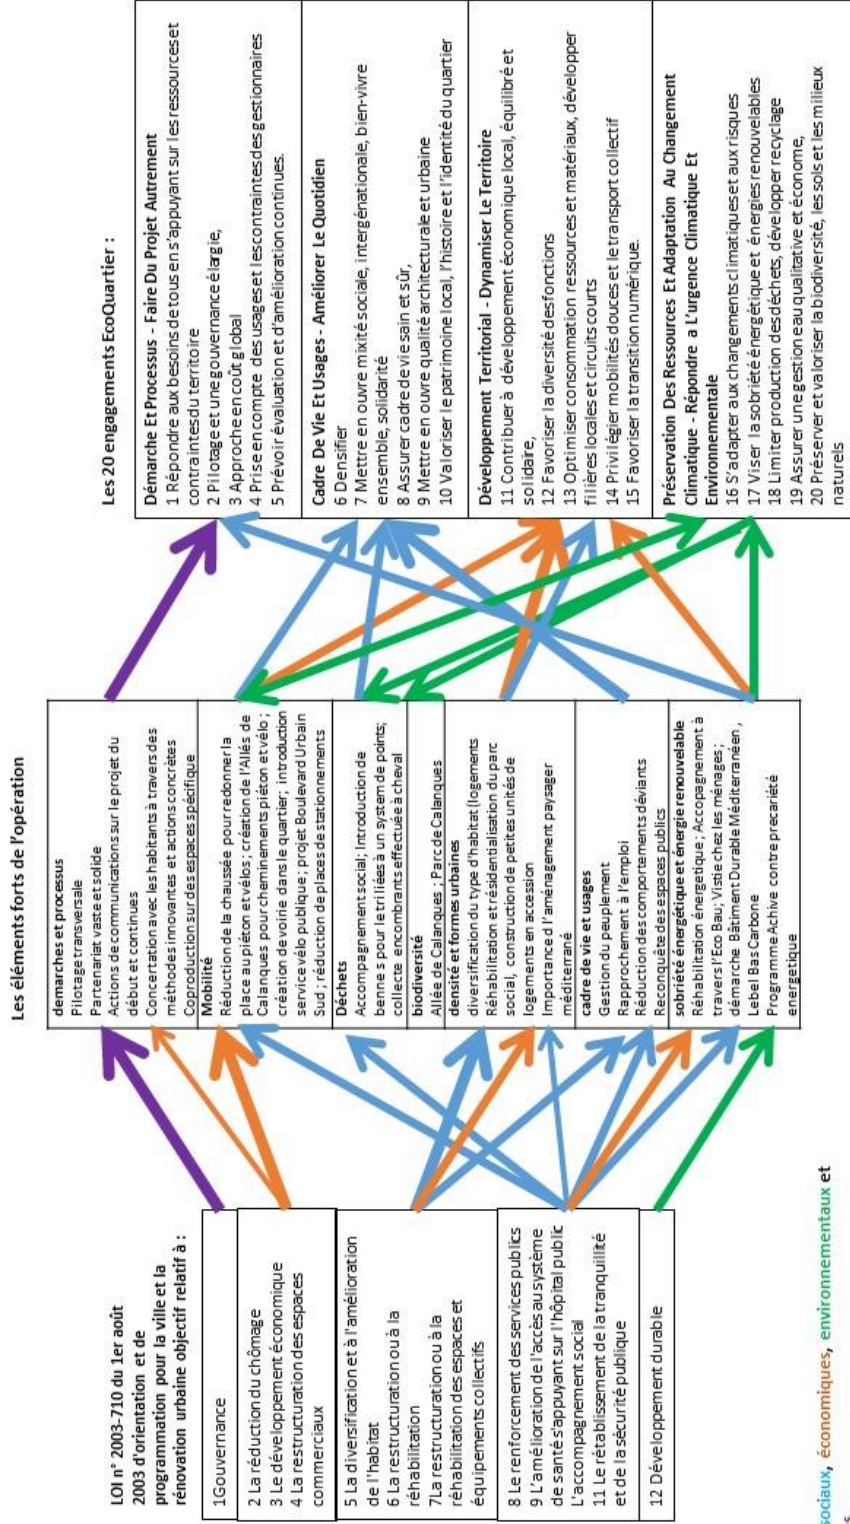 LOI n° 2003-710 du 1er août
2003 d'orientation et de
programmation pour la ville et la
rénovation urbaine objectif relatif à :
1Gouvernance
2 La réduction du chômage
3 Le développement économique
4 La restructuration des espaces
commerciaux
5 La diversification et à l'amélioration
de l'habitat
6 La restructuration ou à la
réhabilitation
7La restructuration ou à la
réhabilitation des espaces et
équipements collectifs
8 Le renforcement des services publics
9 L'amélioration de l'accès au système
de santé s'appuyant sur l'hôpital public
L'accompagnement social
11 Le rétablissement de la tranquillité
et de la sécurité publique
12 Développement durable
Les éléments forts de l'opération
demarches et processus
Pilotage transversale
Partenariat vaste et solide
Actions de communications sur le projet du
début et continues
Concertation avec les habitants à travers des
méthodes innovantes et actions concrètes
Coproduction sur des espaces spécifique
Mobilité
Réduction de la chaussée pour redonner la
place au piéton et vélos; création de l'Allés de
Calanques pour cheminements piéton et vélo ;
création de voirie dans le quartier; introduction
service vélo publique ; projet Boulevard Urbain
Sud ; réduction de places de stationnements
Déchets
Accompagnement social; Introduction de
bennes pour le tri liées à un system de points;
collecte encombrants effectuée à cheval
biodiversité
Allée de Calanques ; Parc de Calanques
densité et formes urbaines
diversification du type d'habitat (logements
Réhabilitation et résidentialisation du parc
social, construction de petites unités de
logements en accession
Importance d l'aménagement paysager
méditerrané
cadre de vie et usages
Gestion du peuplement
Rapprochement à l'emploi
Réduction des comportements déviants
Reconquête des espaces publics
sobriété énergétique et énergie renouvelable
Réhabilitation énergetique ; Accopagnement à
travers l'Eco Bau; Visite chez les ménages ;
démarche Bâtiment Durable Méditerranéen ,
Lebel Bas Carbone
Programme Achive contre precariété
energetique
Les 20 engagements EcoQuartier :
Démarche Et Processus - Faire Du Projet Autrement
1 Répondre aux besoins de tous en s'appuyant sur les ressources et
contraintes du territoire
2 Pilotage et une gouvernance élargie,
3 Approche en coût global
4 Prise en compte des usages et les contraintes des gestionnaires
5 Prévoir évaluation et d'amélioration continues.
Cadre De Vie Et Usages - Améliorer Le Quotidien
6 Densifier
7 Mettre en ouvre mixité sociale, intergénationale, bien-vivre
ensemble, solidarité
8 Assurer cadre de vie sain et sûr,
9 Mettre en ouvre qualité architecturale et urbaine
10 Valoriser le patrimoine local, l'histoire et l'identité du quartier
Développement Territorial - Dynamiser Le Territoire
11 Contribuer à développement économique local, équilibré et
solidaire,
12 Favoriser la diversité des fonctions
13 Optimiser consommation ressources et matériaux, développer
filières locales et circuits courts
14 Privilégier mobilités douces et le transport collectif
15 Favoriser la transition numérique.
Préservation Des Ressources Et Adaptation Au Changement
Climatique - Répondre a L'urgence Climatique Et
Environnementale
16 S'adapter aux changements climatiques et aux risques
17 Viser la sobriété énergétique et énergies renouvelables
18 Limiter production des déchets, développer recyclage
19 Assurer une gestion eau qualitative et économe,
20 Préserver et valoriser la biodiversité, les sols et les milieux
naturels
sociaux, économiques, environnementaux et